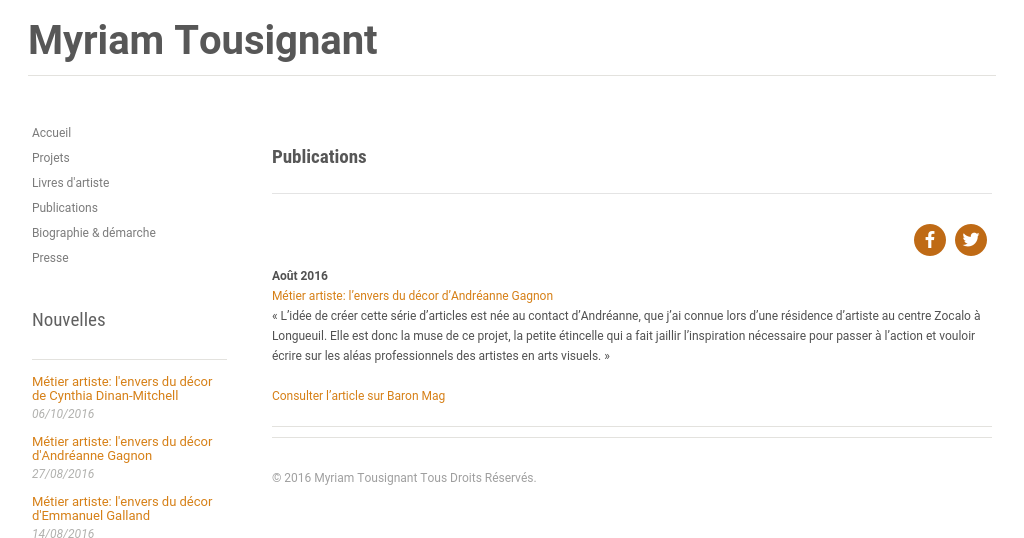 Myriam Tousignant
Accueil
Projets
Livres d'artiste
Publications
Biographie & démarche
Presse
Nouvelles
Métier artiste: l'envers du décor
de Cynthia Dinan-Mitchell
06/10/2016
Métier artiste: l'envers du décor
d'Andréanne Gagnon
27/08/2016
Métier artiste: l'envers du décor
d'Emmanuel Galland
14/08/2016
Publications
Août 2016
Métier artiste: l’envers du décor d’Andréanne Gagnon
« L’idée de créer cette série d’articles est née au contact d’Andréanne, que j’ai connue lors d’une résidence d’artiste au centre Zocalo à
Longueuil. Elle est donc la muse de ce projet, la petite étincelle qui a fait jaillir l’inspiration nécessaire pour passer à l’action et vouloir
écrire sur les aléas professionnels des artistes en arts visuels. »
Consulter l’article sur Baron Mag
© 2016 Myriam Tousignant Tous Droits Réservés.